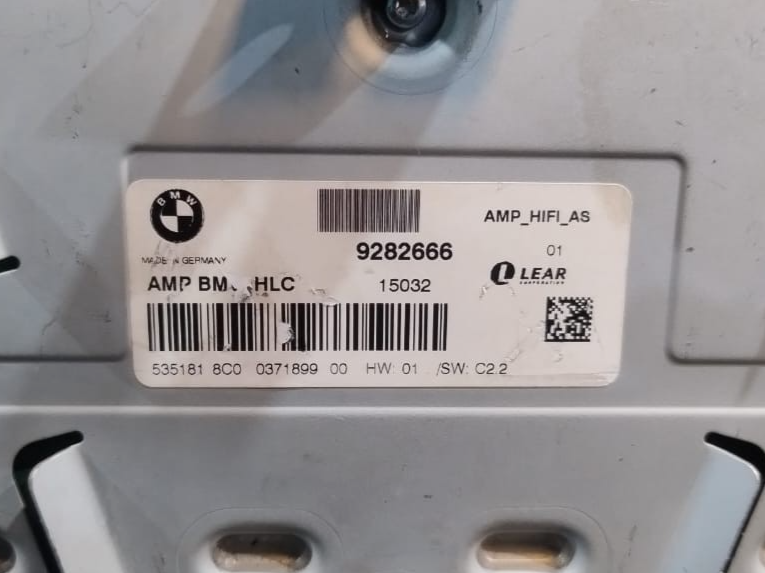 BMW
AMP_HIFI_AS
9282666
01
MADE IN GERMANY
LEAR
CORPORATION
AMP HLC
15032
535181 8C0 0371899 00 HW: 01 /SW: C2.2